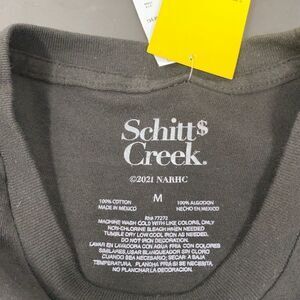 Schitt$
Creek.
©2021 NARHC
M
100% COTTON
MADE IN MEXICO
100% ALGODON
HECHO EN MEXICO
MACHINE WASH COLD WITH LIKE COLORS, ONLY
NON-CHLORINE BLEACH WHEN NEEDED
TUMBLE DRY LOW COOL IRON AS NEEDED.
DO NOT IRON DECORATION.
LAVAR EN LAVADORA CON AGUA FRIA CON COLORES
SIMILARES, USAR BLANQUEADOR SIN CLORO
CUANDO SEA NECESARIO. SECAR A BAJA
TEMPERATURA, PLANCHA FRIA SI SE NECESITA,
NO PLANCHAR LA DECORACION.